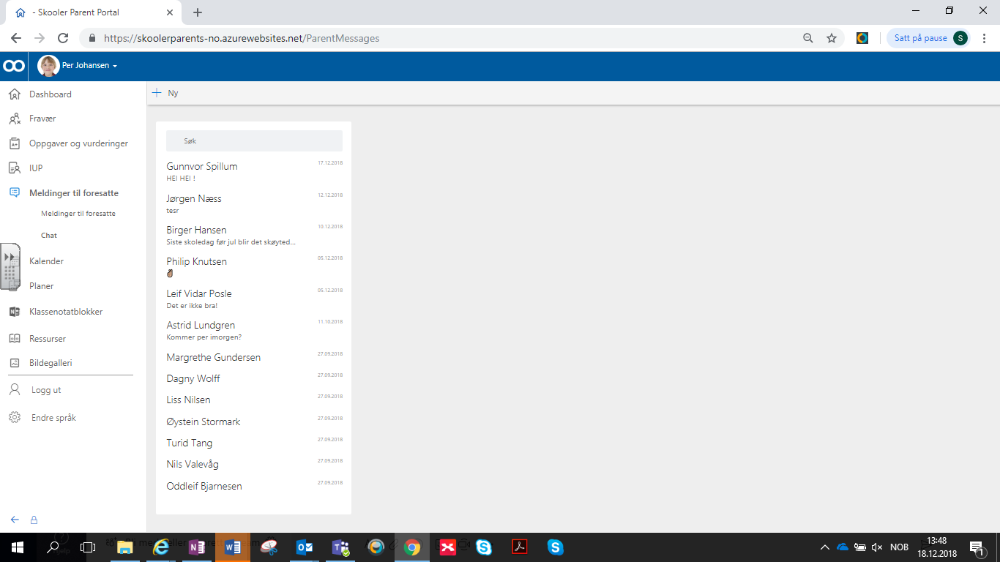 - Skooler Parent Portal
https://skoolerparents-no.azurewebsites.net/ParentMessages
Satt på pause
S
Per Johansen
Dashboard
Fravær
Oppgaver og vurderinger
IUP
Meldinger til foresatte
Meldinger til foresatte
Chat
Kalender
Planer
Klassenotatblokker
Ressurser
Bildegalleri
Logg ut
Endre språk
Ny
Søk
Gunnvor Spillum 17.12.2018
HEI HEI !
Jørgen Næss 12.12.2018
tesr
Birger Hansen 10.12.2018
Siste skoledag før jul blir det skøyted...
Philip Knutsen 05.12.2018
Leif Vidar Posle 05.12.2018
Det er ikke bra!
Astrid Lundgren 11.10.2018
Kommer per imorgen?
Margrethe Gundersen 27.09.2018
Dagny Wolff 27.09.2018
Liss Nilsen 27.09.2018
Øystein Stormark 27.09.2018
Turid Tang 27.09.2018
Nils Valevåg 27.09.2018
Oddleif Bjarnesen 27.09.2018
NOB
13:48
18.12.2018
1